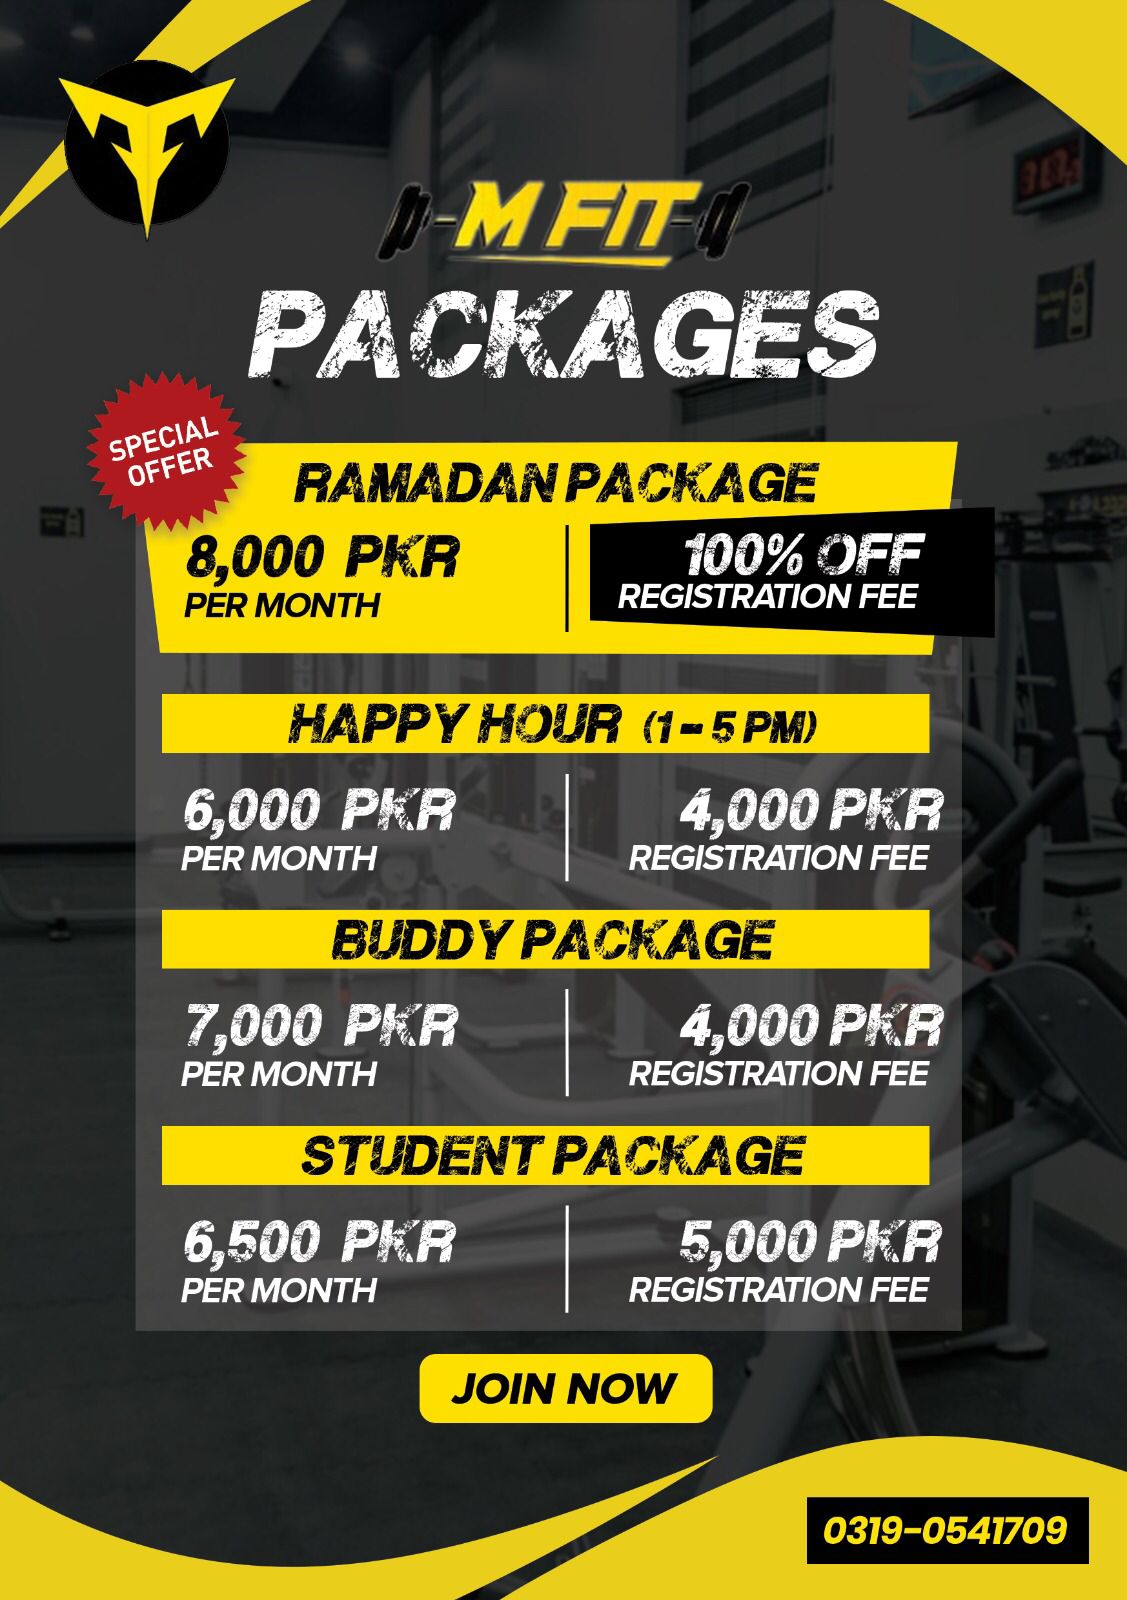 M FIT
PACKAGES
SPECIAL
OFFER
RAMADAN PACKAGE
8,000 PKR
PER MONTH
100% OFF
REGISTRATION FEE
HAPPY HOUR (1 - 5 PM)
6,000 PKR
PER MONTH
4,000 PKR
REGISTRATION FEE
BUDDY PACKAGE
7,000 PKR
PER MONTH
4,000 PKR
REGISTRATION FEE
STUDENT PACKAGE
6,500 PKR
PER MONTH
5,000 PKR
REGISTRATION FEE
JOIN NOW
0319-0541709